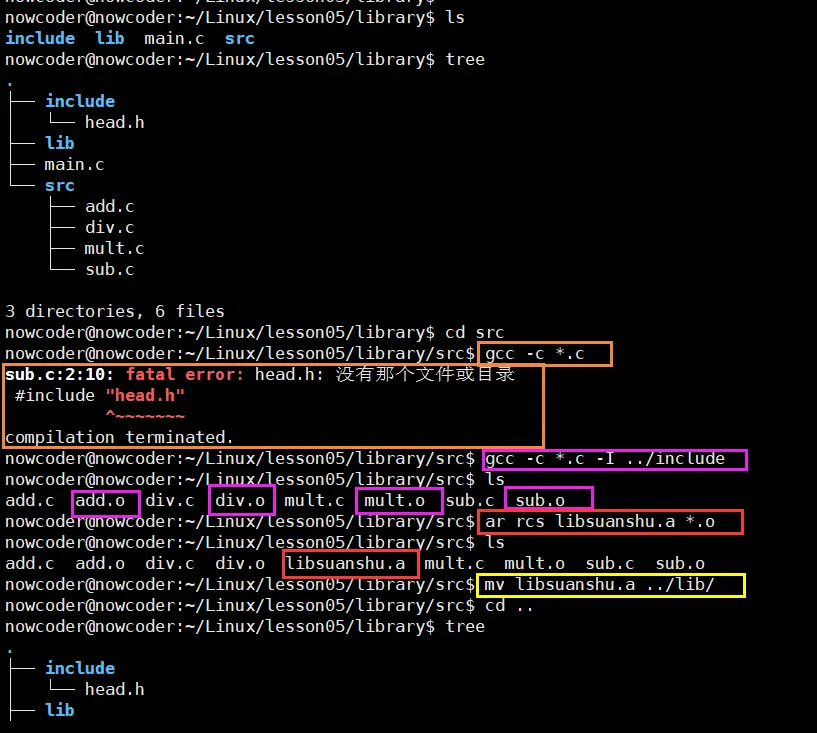 nowcoder@nowcoder:~/Linux/lesson05/library$ ls
include  lib  main.c  src
nowcoder@nowcoder:~/Linux/lesson05/library$ tree
.
├── include
│   └── head.h
├── lib
├── main.c
└── src
    ├── add.c
    ├── div.c
    ├── mult.c
    └── sub.c
3 directories, 6 files
nowcoder@nowcoder:~/Linux/lesson05/library$ cd src
nowcoder@nowcoder:~/Linux/lesson05/library/src$ gcc -c *.c
sub.c:2:10: fatal error: head.h: 没有那个文件或目录
 #include "head.h"
          ^~~~~~~~
compilation terminated.
nowcoder@nowcoder:~/Linux/lesson05/library/src$ gcc -c *.c -I ../include
nowcoder@nowcoder:~/Linux/lesson05/library/src$ ls
add.c  add.o  div.c  div.o  mult.c  mult.o  sub.c  sub.o
nowcoder@nowcoder:~/Linux/lesson05/library/src$ ar rcs libsuanshu.a *.o
nowcoder@nowcoder:~/Linux/lesson05/library/src$ ls
add.c  add.o  div.c  div.o  libsuanshu.a  mult.c  mult.o  sub.c  sub.o
nowcoder@nowcoder:~/Linux/lesson05/library/src$ mv libsuanshu.a ../lib/
nowcoder@nowcoder:~/Linux/lesson05/library/src$ cd ..
nowcoder@nowcoder:~/Linux/lesson05/library$ tree
.
├── include
│   └── head.h
├── lib